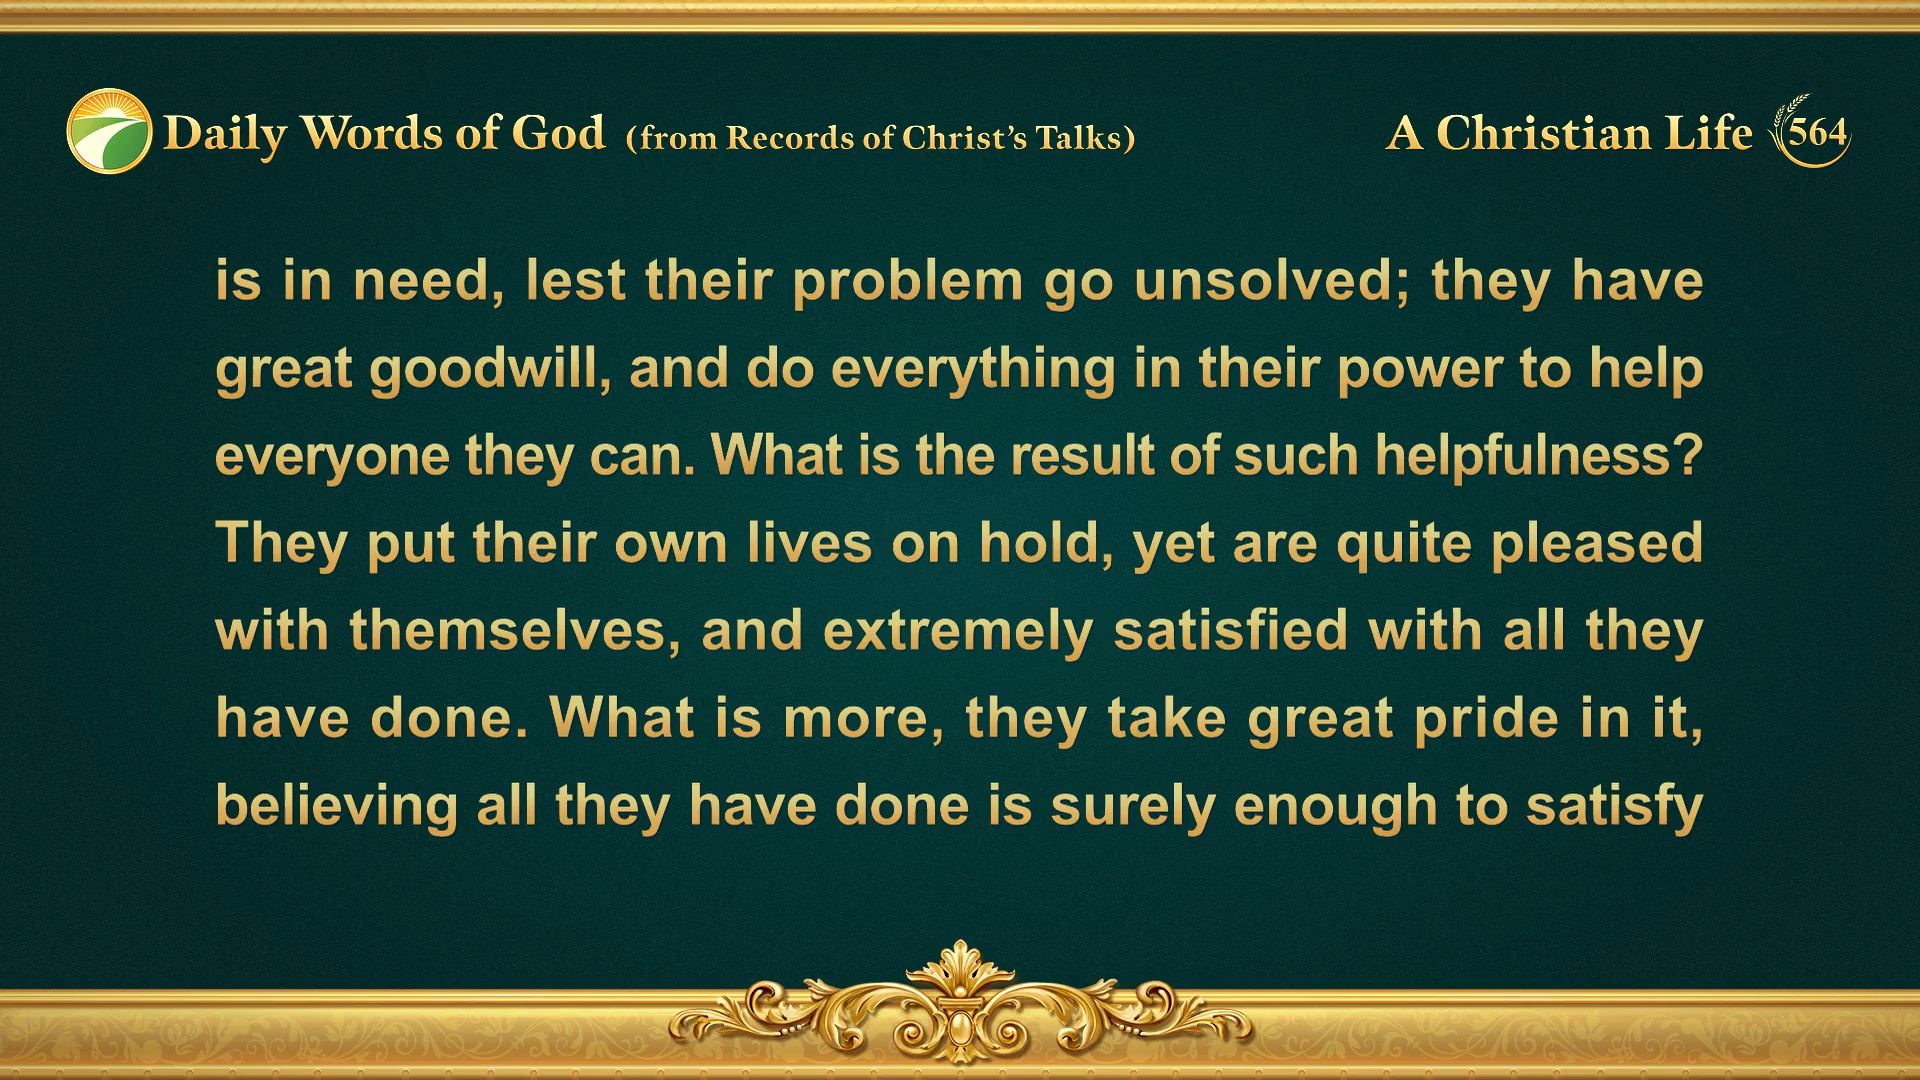 Daily Words of God (from Records of Christ’s Talks)
A Christian Life 564
is in need, lest their problem go unsolved; they have
great goodwill, and do everything in their power to help
everyone they can. What is the result of such helpfulness?
They put their own lives on hold, yet are quite pleased
with themselves, and extremely satisfied with all they
have done. What is more, they take great pride in it,
believing all they have done is surely enough to satisfy